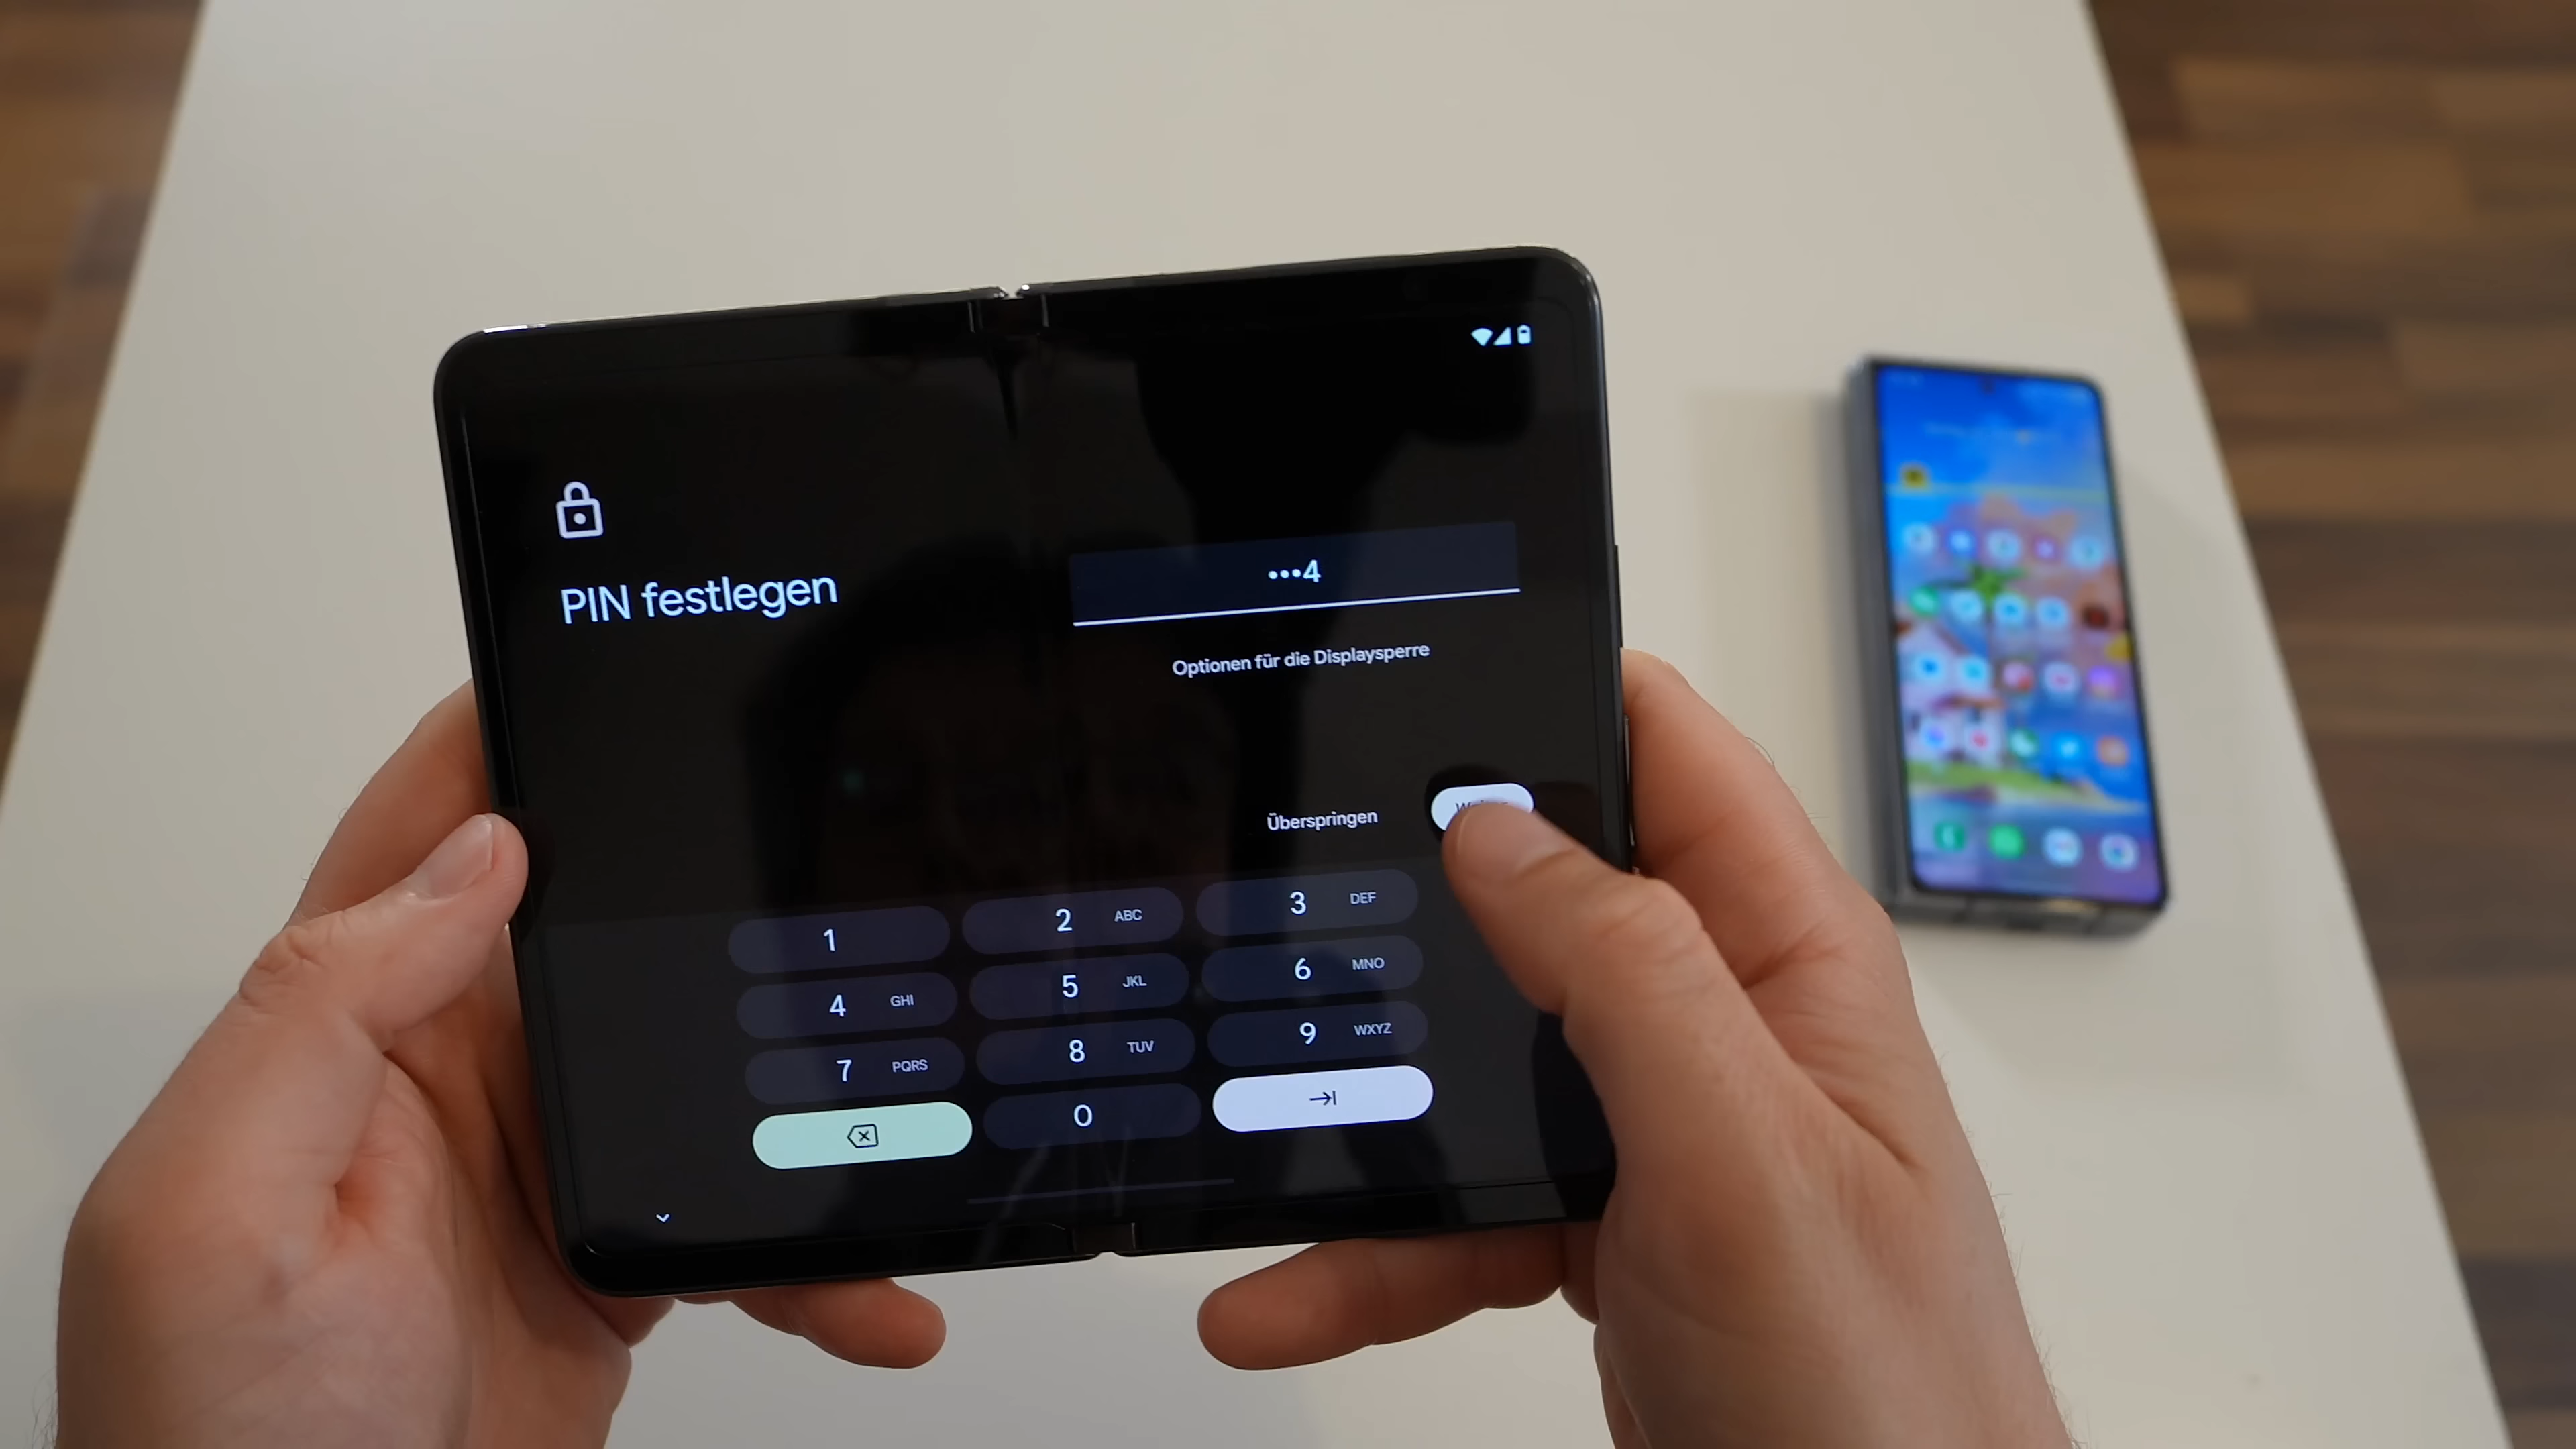 PIN festlegen
•••4
Optionen für die Displaysperre
Überspringen
1
2 ABC
3 DEF
4 GHI
5 JKL
6 MNO
7 PQRS
8 TUV
9 WXYZ
0